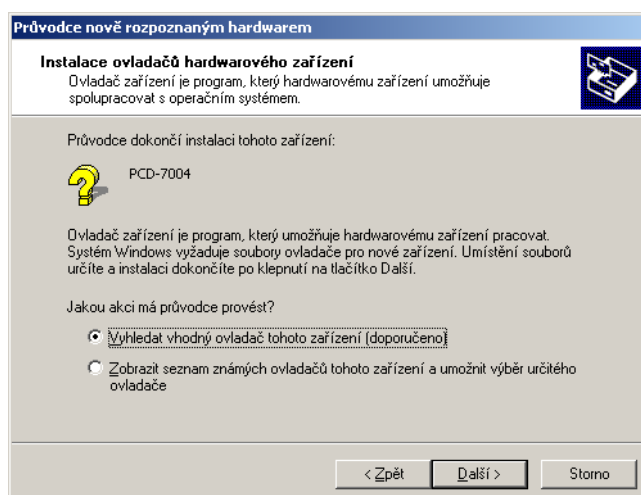 Průvodce nově rozpoznaným hardwarem
Instalace ovladačů hardwarového zařízení
Ovladač zařízení je program, který hardwarovému zařízení umožňuje
spolupracovat s operačním systémem.
Průvodce dokončí instalaci tohoto zařízení:
PCD-7004
Ovladač zařízení je program, který umožňuje hardwarovému zařízení pracovat.
Systém Windows vyžaduje soubory ovladače pro nové zařízení. Umístění souborů
určíte a instalaci dokončíte po klepnutí na tlačítko Další.
Jakou akci má průvodce provést?
Vyhledat vhodný ovladač tohoto zařízení (doporučeno)
Zobrazit seznam známých ovladačů tohoto zařízení a umožnit výběr určitého
ovladače
< Zpět
Další >
Storno